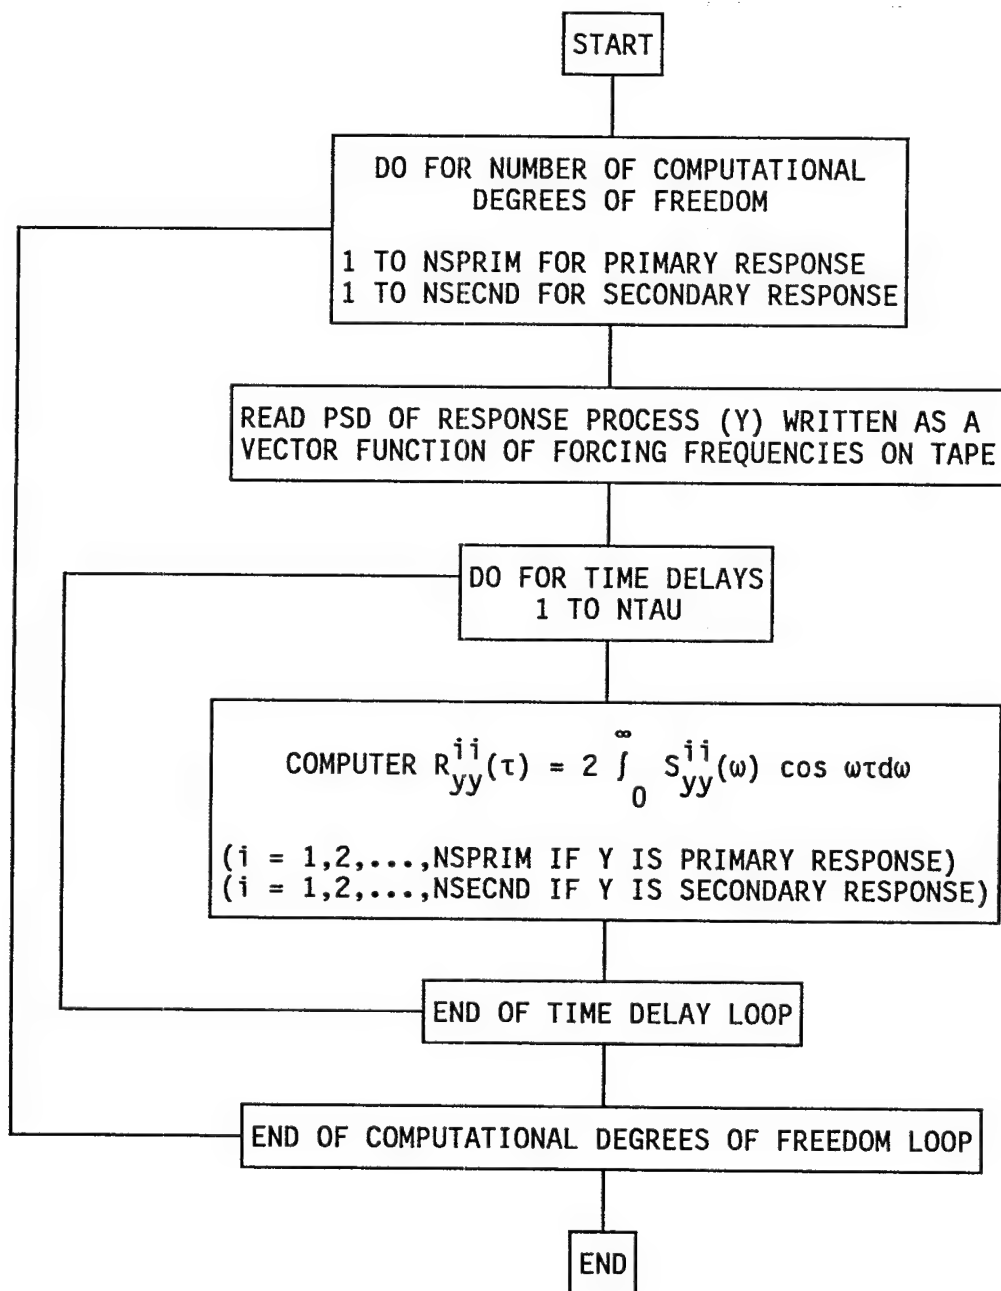 START
DO FOR NUMBER OF COMPUTATIONAL
DEGREES OF FREEDOM
1 TO NSPRIM FOR PRIMARY RESPONSE
1 TO NSECND FOR SECONDARY RESPONSE
READ PSD OF RESPONSE PROCESS (Y) WRITTEN AS A
VECTOR FUNCTION OF FORCING FREQUENCIES ON TAPE
DO FOR TIME DELAYS
1 TO NTAU
COMPUTER R^{ii}_{yy}(τ) = 2 ∫_0^∞ S^{ii}_{yy}(ω) cos ωτdω
(i = 1,2,...,NSPRIM IF Y IS PRIMARY RESPONSE)
(i = 1,2,...,NSECND IF Y IS SECONDARY RESPONSE)
END OF TIME DELAY LOOP
END OF COMPUTATIONAL DEGREES OF FREEDOM LOOP
END